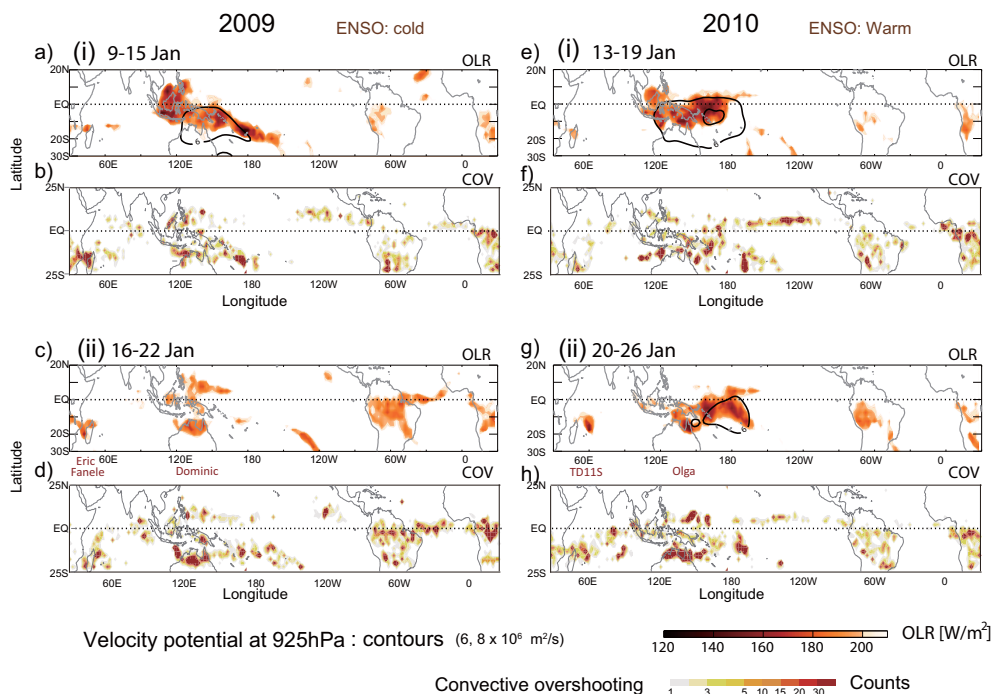 2009 ENSO: cold 2010 ENSO: Warm
a) (i) 9-15 Jan OLR e) (i) 13-19 Jan OLR
20N
EQ
10S
20S
30S
60E 120E 180 120W 60W 0
6
20N
EQ
10S
20S
30S
60E 120E 180 120W 60W 0
Latitude
b) COV f) COV
25N
EQ
25S
60E 120E 180 120W 60W 0
Longitude
25N
EQ
25S
60E 120E 180 120W 60W 0
Longitude
c) (ii) 16-22 Jan OLR g) (ii) 20-26 Jan OLR
20N
EQ
10S
20S
30S
60E 120E 180 120W 60W 0
20N
EQ
10S
20S
30S
60E 120E 180 120W 60W 0
Latitude
d) Eric Fanele Dominic COV h) TD11S Olga COV
25N
EQ
25S
60E 120E 180 120W 60W 0
Longitude
25N
EQ
25S
60E 120E 180 120W 60W 0
Longitude
Velocity potential at 925hPa : contours (6, 8 x 10⁶ m²/s)
OLR [W/m²]
120 140 160 180 200
Convective overshooting Counts
1 3 5 10 15 20 30